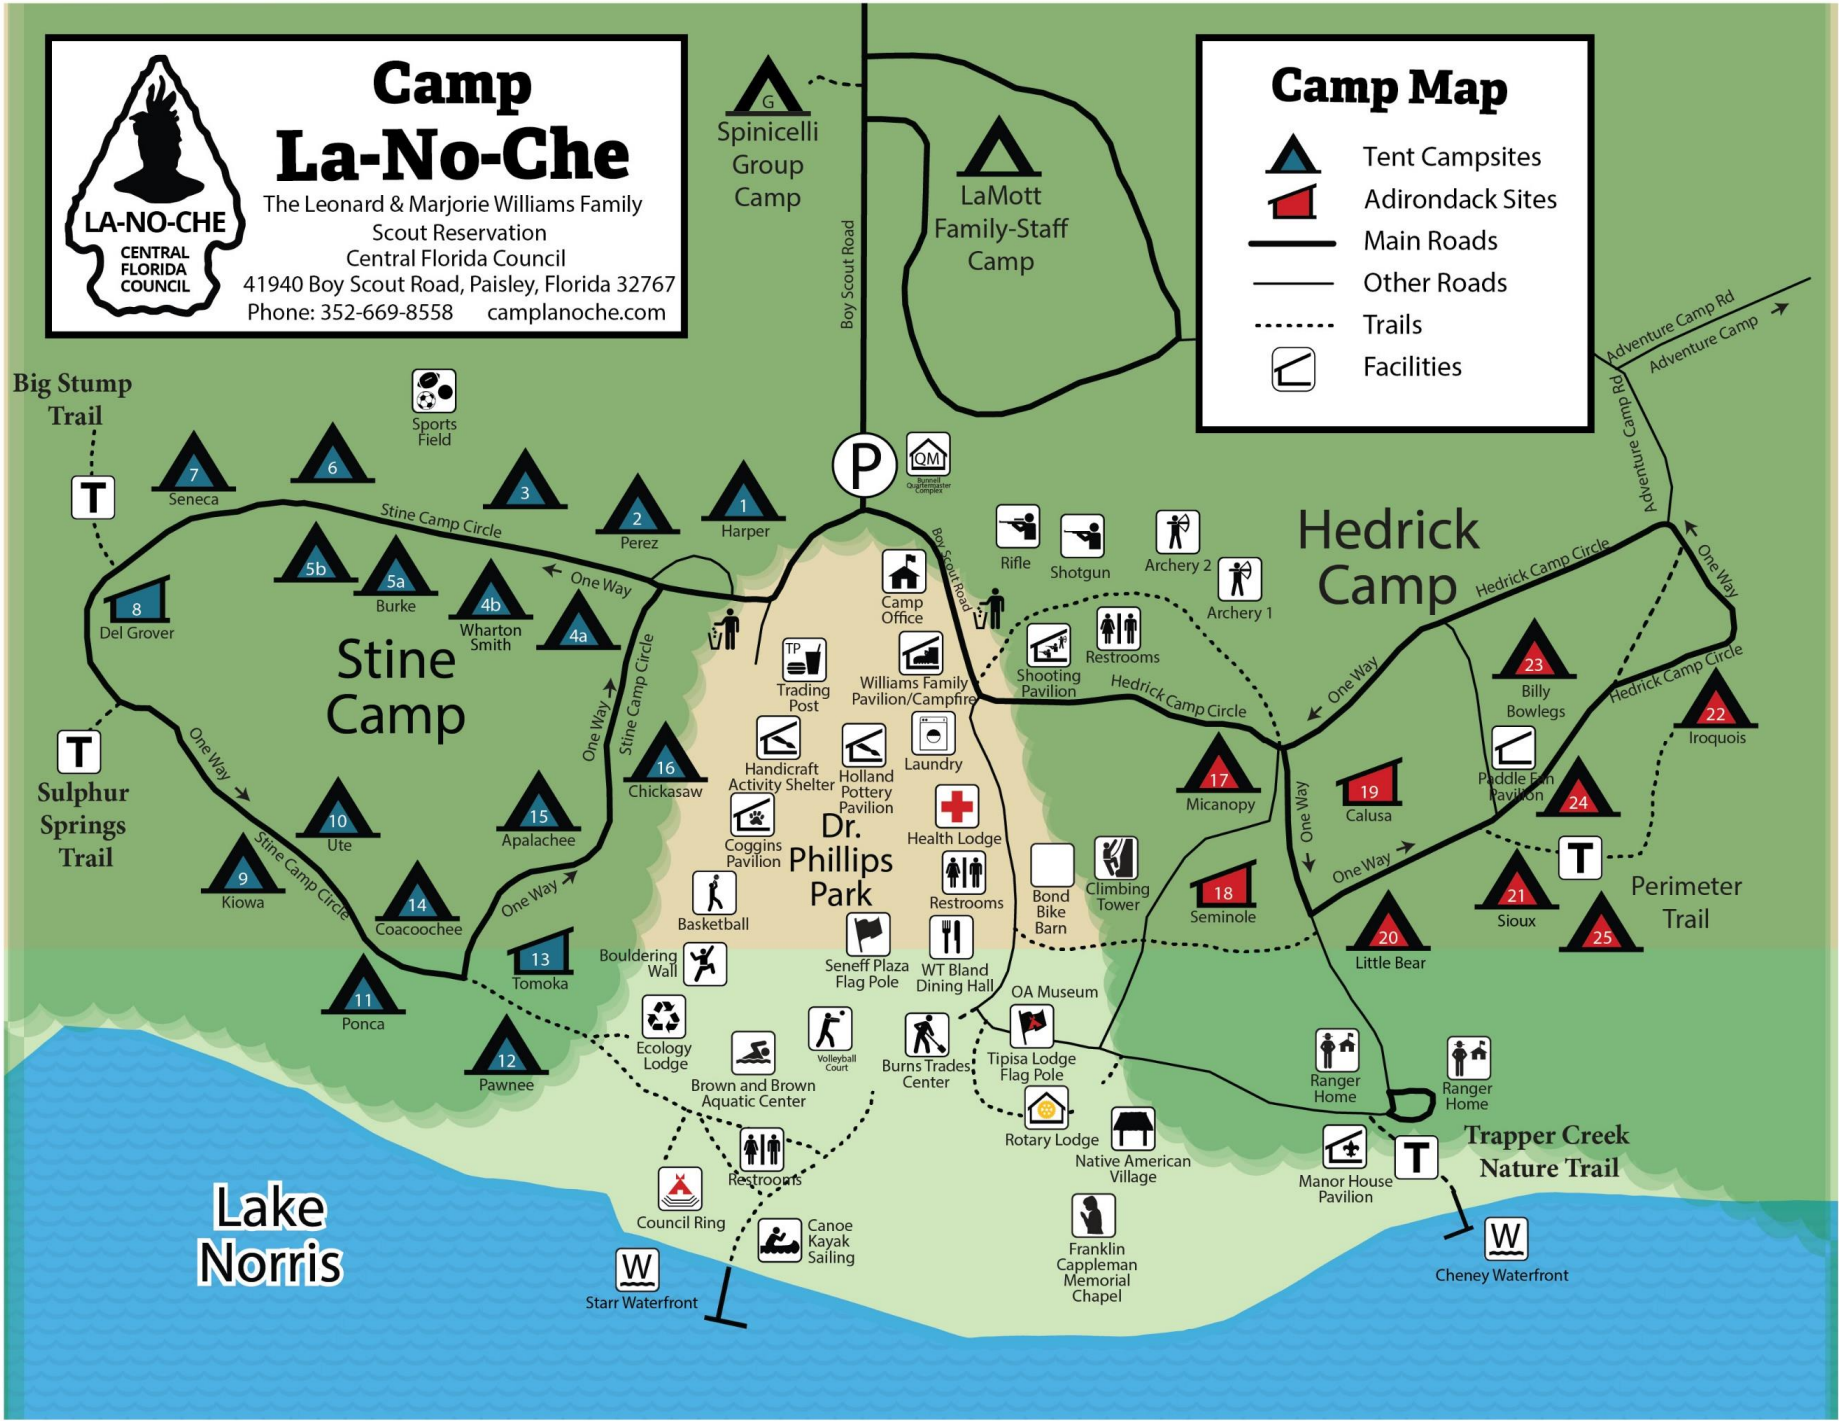 LA-NO-CHE
CENTRAL
FLORIDA
COUNCIL
Camp
La-No-Che
The Leonard & Marjorie Williams Family
Scout Reservation
Central Florida Council
41940 Boy Scout Road, Paisley, Florida 32767
Phone: 352-669-8558 camplanoche.com
G
Spinicelli
Group
Camp
Boy Scout Road
LaMott
Family-Staff
Camp
Camp Map
Tent Campsites
Adirondack Sites
Main Roads
Other Roads
Trails
Facilities
Adventure Camp Rd
Adventure Camp
Adventure Camp Rd
Big Stump
Trail
T
Sports
Field
7
Seneca
6
3
2
Perez
1
Harper
P
QM
Bunnell
Quartermaster
Complex
Stine Camp Circle
One Way
5b
5a
Burke
4b
Wharton
Smith
4a
8
Del Grover
Stine
Camp
One Way
Stine Camp Circle
T
Sulphur
Springs
Trail
One Way
Stine Camp Circle
10
Ute
15
Apalachee
16
Chickasaw
9
Kiowa
14
Coacoochee
One Way
11
Ponca
13
Tomoka
12
Pawnee
Camp
Office
Boy Scout Road
TP
Trading
Post
Williams Family
Pavilion/Campfire
Handicraft
Activity Shelter
Holland
Pottery
Pavilion
Laundry
Coggins
Pavilion
Dr.
Phillips
Park
Health Lodge
Basketball
Restrooms
Bouldering
Wall
Seneff Plaza
Flag Pole
WT Bland
Dining Hall
Bond
Bike
Barn
Climbing
Tower
Rifle
Shotgun
Archery 2
Archery 1
Shooting
Pavilion
Restrooms
Hedrick
Camp
Hedrick Camp Circle
Hedrick Camp Circle
One Way
One Way
Hedrick Camp Circle
17
Micanopy
18
Seminole
19
Calusa
One Way
One Way
23
Billy
Bowlegs
22
Iroquois
Paddle Fan
Pavilion
24
T
Perimeter
Trail
21
Sioux
25
20
Little Bear
Ecology
Lodge
Brown and Brown
Aquatic Center
Volleyball
Court
Burns Trades
Center
OA Museum
Tipisa Lodge
Flag Pole
Rotary Lodge
Native American
Village
Ranger
Home
Ranger
Home
Manor House
Pavilion
T
Trapper Creek
Nature Trail
Restrooms
Council Ring
Canoe
Kayak
Sailing
Franklin
Cappleman
Memorial
Chapel
W
Starr Waterfront
W
Cheney Waterfront
Lake
Norris